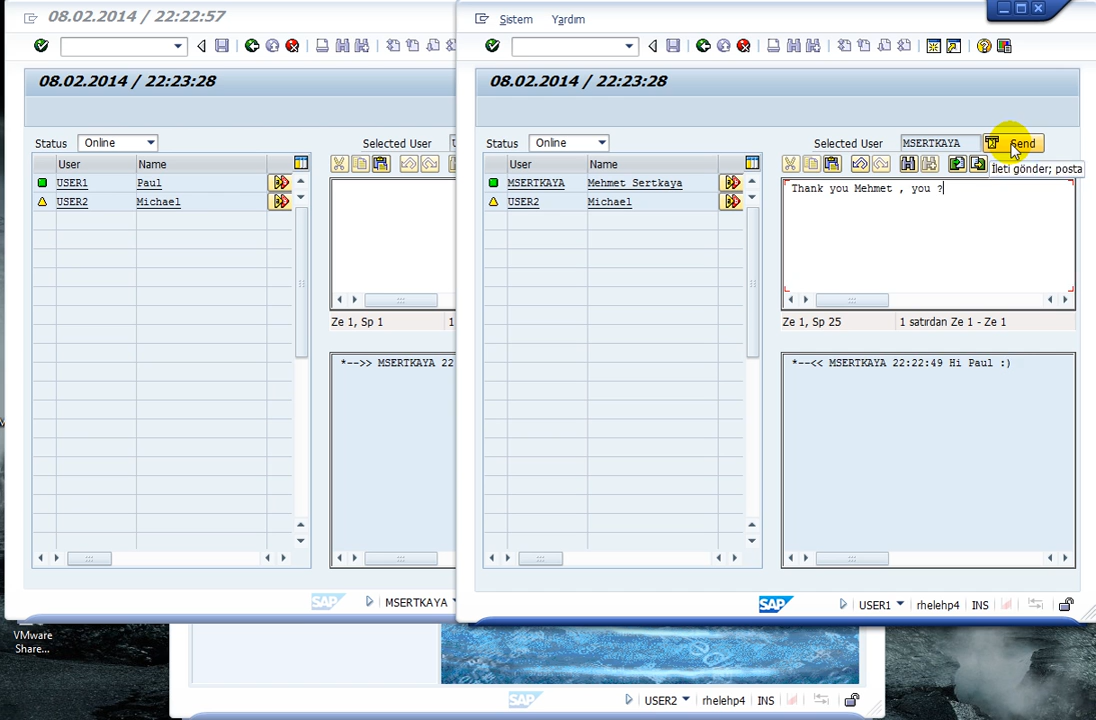 08.02.2014 / 22:22:57
08.02.2014 / 22:23:28
Status Online Selected User
User Name
USER1 Paul
USER2 Michael
Ze 1, Sp 1 1
*-->> MSERTKAYA 22
SAP MSERTKAYA
Sistem Yardım
08.02.2014 / 22:23:28
Status Online Selected User MSERTKAYA Send
İleti gönder; posta
User Name
MSERTKAYA Mehmet Sertkaya
USER2 Michael
Thank you Mehmet , you ?
Ze 1, Sp 25 1 satırdan Ze 1 - Ze 1
*--<< MSERTKAYA 22:22:49 Hi Paul :)
SAP USER1 rhelehp4 INS
VMware
Share...
SAP USER2 rhelehp4 INS